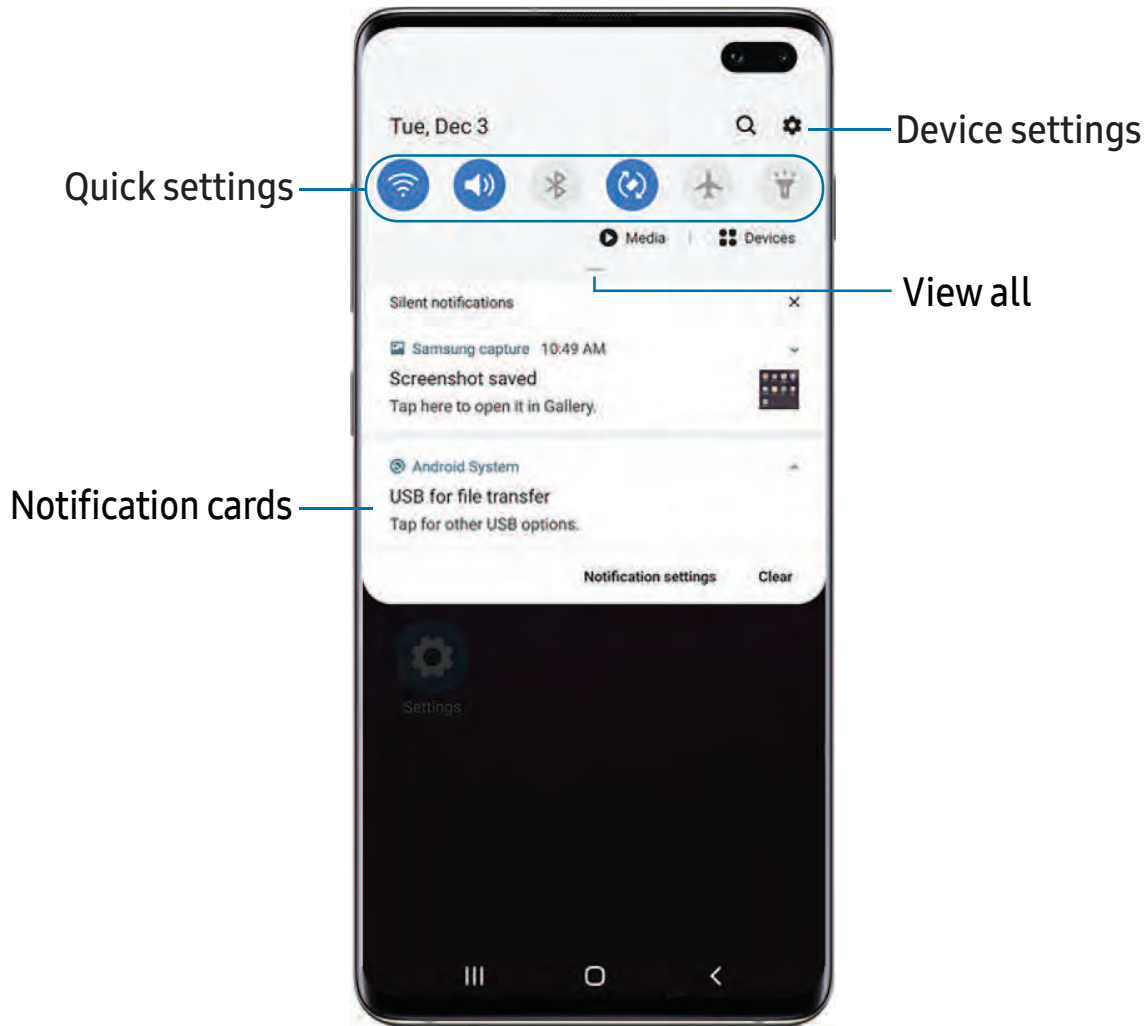 Tue, Dec 3
Device settings
Quick settings
Media
Devices
View all
Silent notifications
Samsung capture 10:49 AM
Screenshot saved
Tap here to open it in Gallery.
Android System
USB for file transfer
Notification cards
Tap for other USB options.
Notification settings Clear
Settings